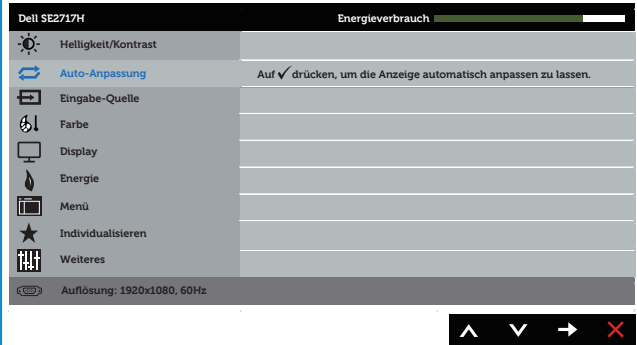 Dell SE2717H Energieverbrauch
Helligkeit/Kontrast
Auto-Anpassung Auf ✓ drücken, um die Anzeige automatisch anpassen zu lassen.
Eingabe-Quelle
Farbe
Display
Energie
Menü
Individualisieren
Weiteres
Auflösung: 1920x1080, 60Hz